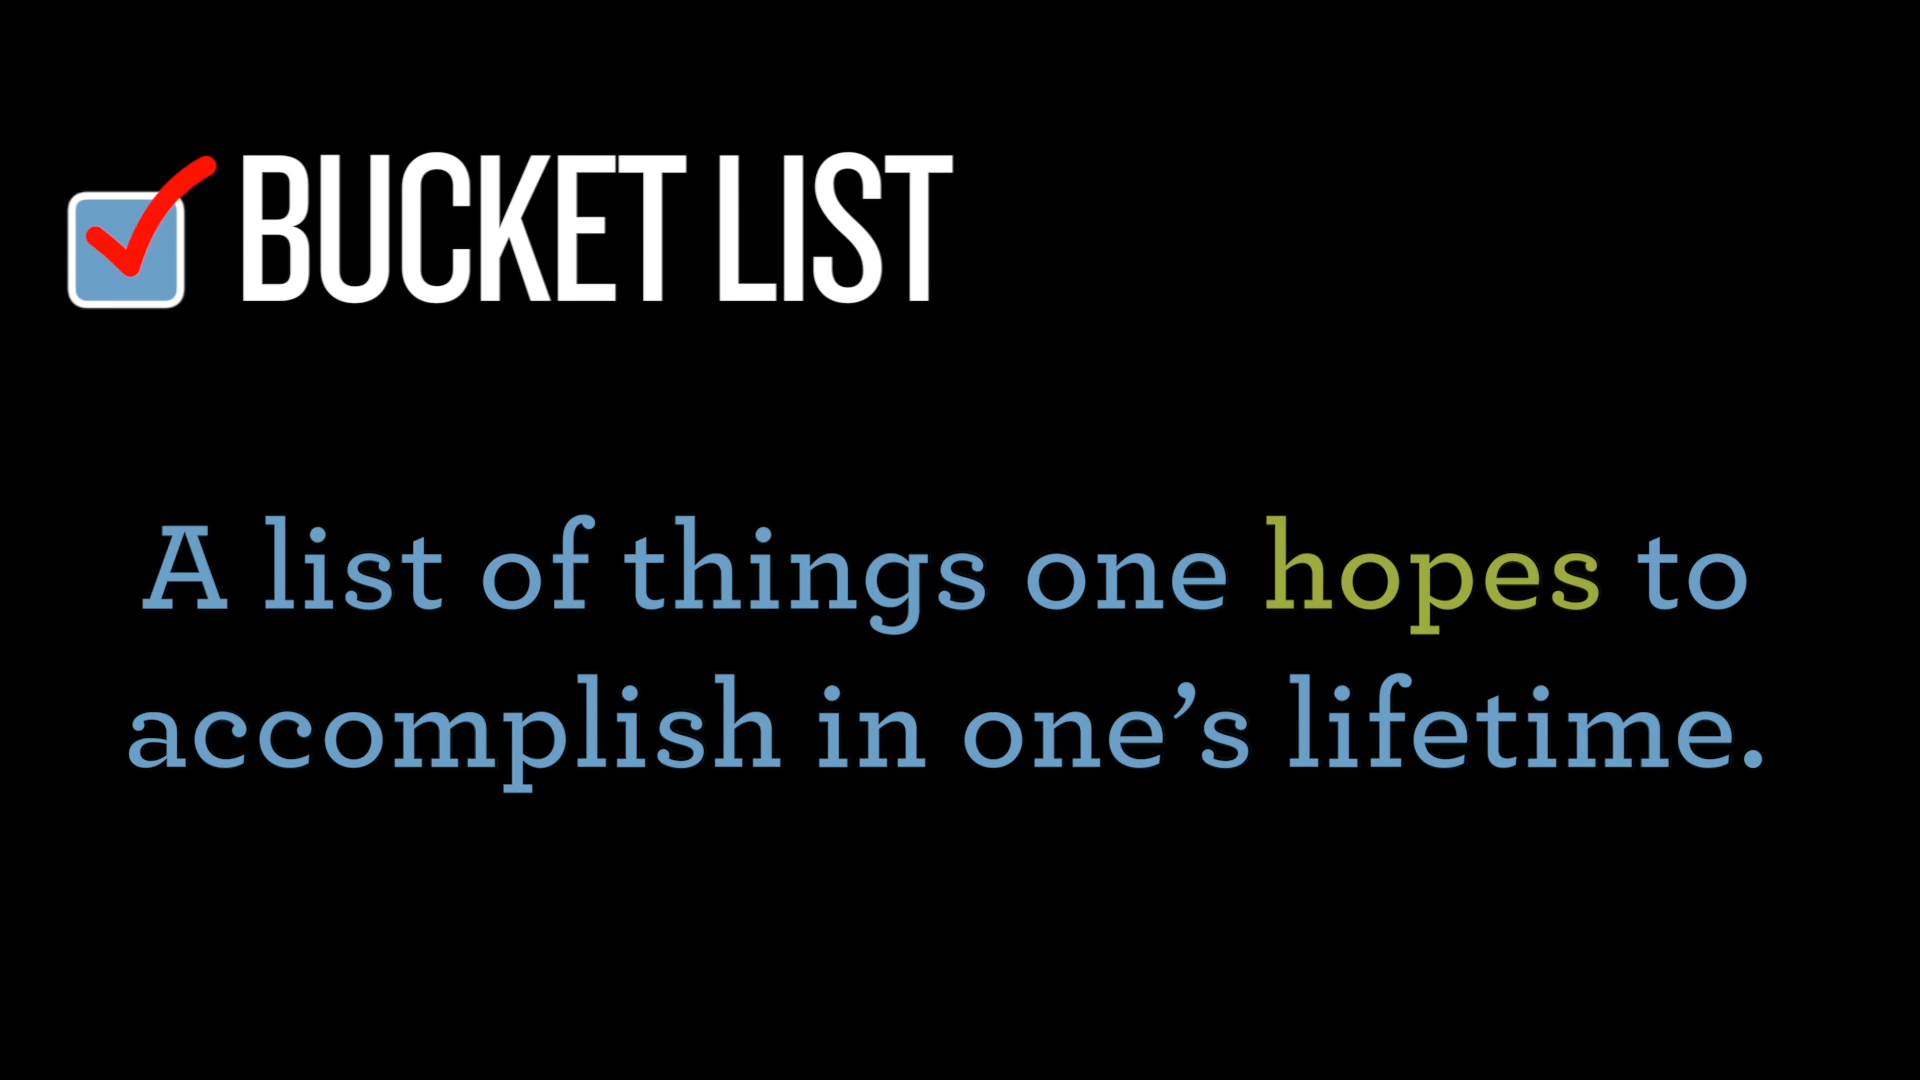 BUCKET LIST
A list of things one hopes to
accomplish in one’s lifetime.